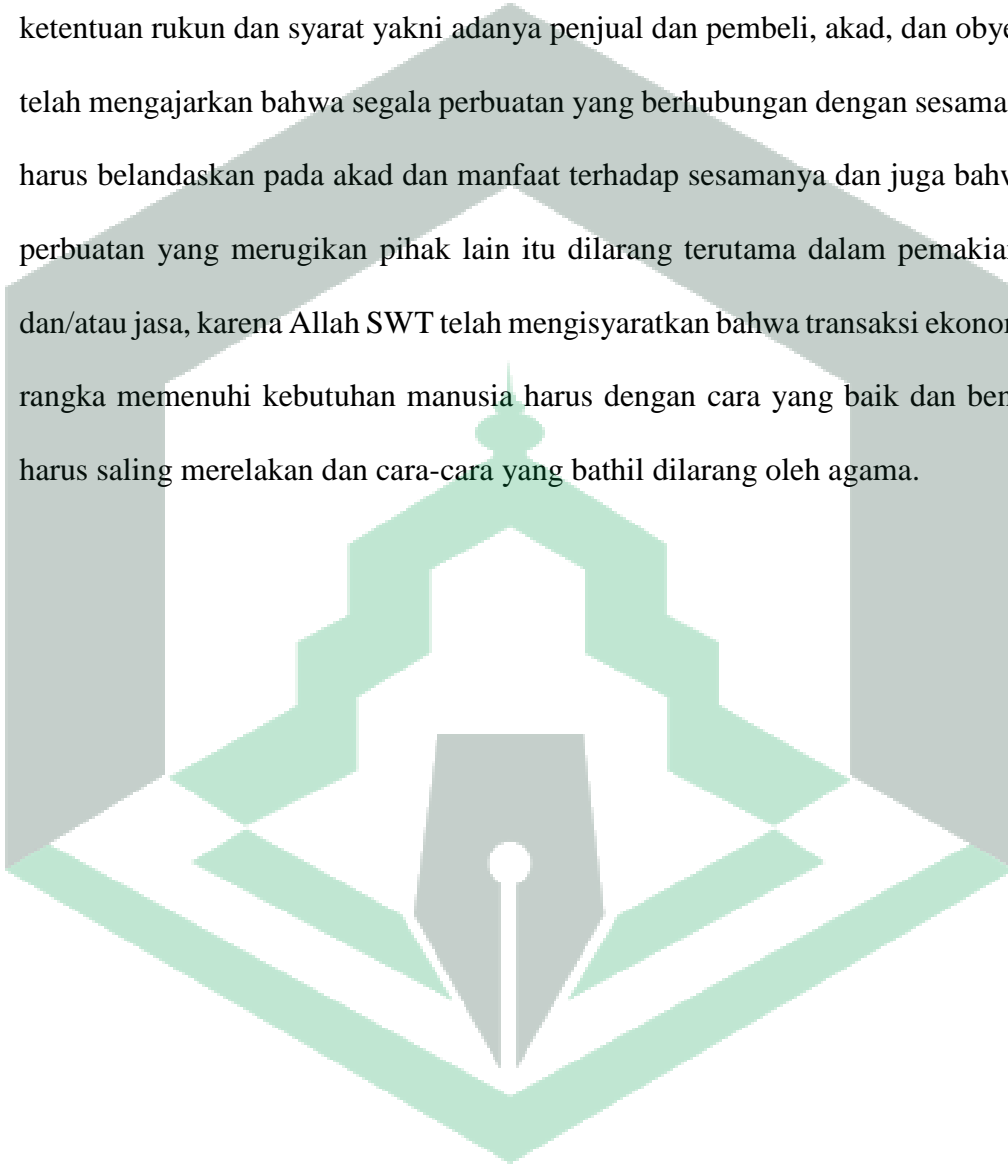 ketentuan rukun dan syarat yakni adanya penjual dan pembeli, akad, dan obye
telah mengajarkan bahwa segala perbuatan yang berhubungan dengan sesama
harus belandaskan pada akad dan manfaat terhadap sesamanya dan juga bahw
perbuatan yang merugikan pihak lain itu dilarang terutama dalam pemakian
dan/atau jasa, karena Allah SWT telah mengisyaratkan bahwa transaksi ekonor
rangka memenuhi kebutuhan manusia harus dengan cara yang baik dan ben
harus saling merelakan dan cara-cara yang bathil dilarang oleh agama.